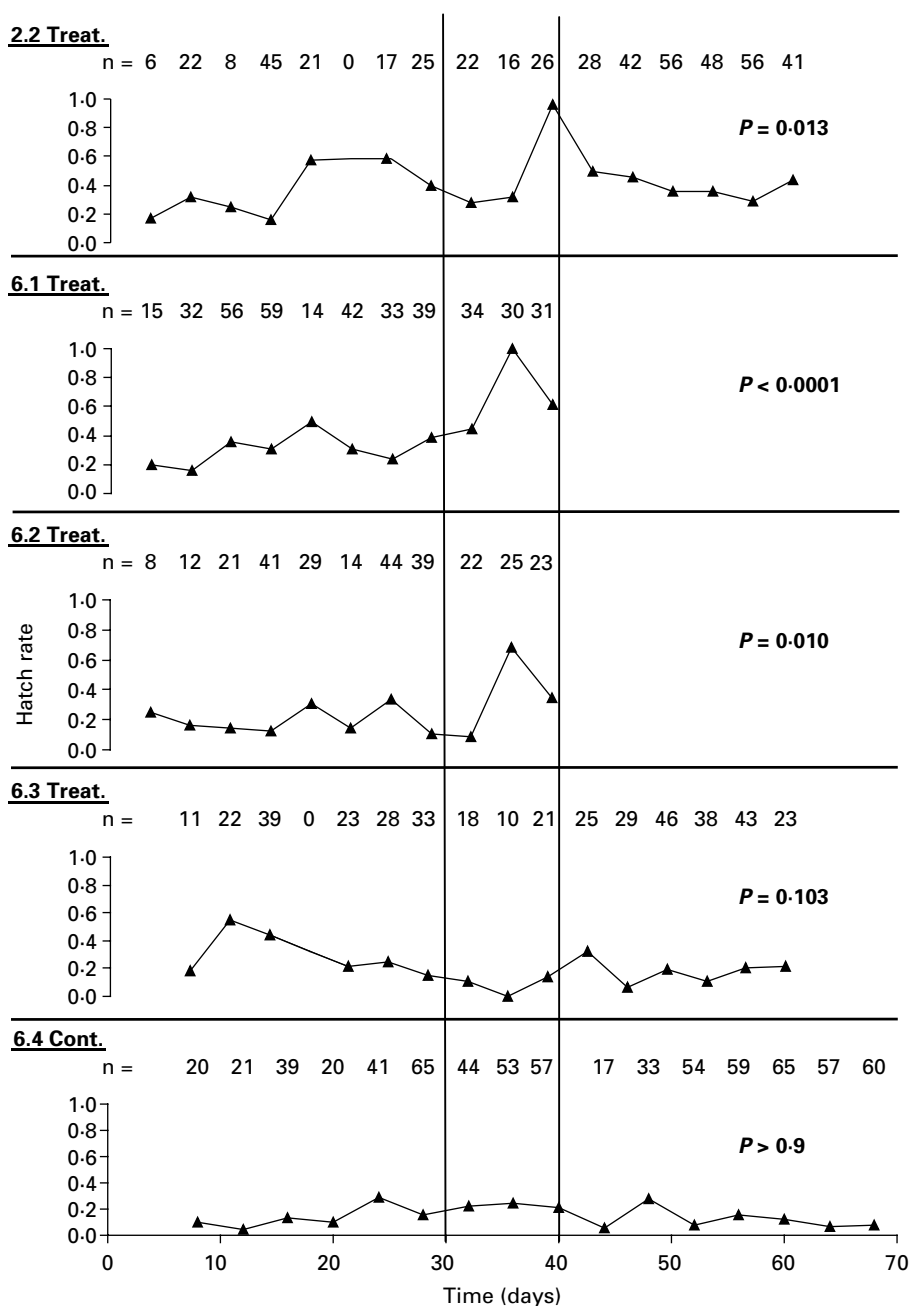 2.2 Treat.
n = 6 22 8 45 21 0 17 25 22 16 26 28 42 56 48 56 41
1·0
0·8
0·6
0·4
0·2
0·0
P = 0·013
6.1 Treat.
n = 15 32 56 59 14 42 33 39 34 30 31
1·0
0·8
0·6
0·4
0·2
0·0
P < 0·0001
6.2 Treat.
n = 8 12 21 41 29 14 44 39 22 25 23
1·0
0·8
0·6
0·4
0·2
0·0
P = 0·010
Hatch rate
6.3 Treat.
n = 11 22 39 0 23 28 33 18 10 21 25 29 46 38 43 23
1·0
0·8
0·6
0·4
0·2
0·0
P = 0·103
6.4 Cont.
n = 20 21 39 20 41 65 44 53 57 17 33 54 59 65 57 60
1·0
0·8
0·6
0·4
0·2
0·0
P > 0·9
0 10 20 30 40 50 60 70
Time (days)